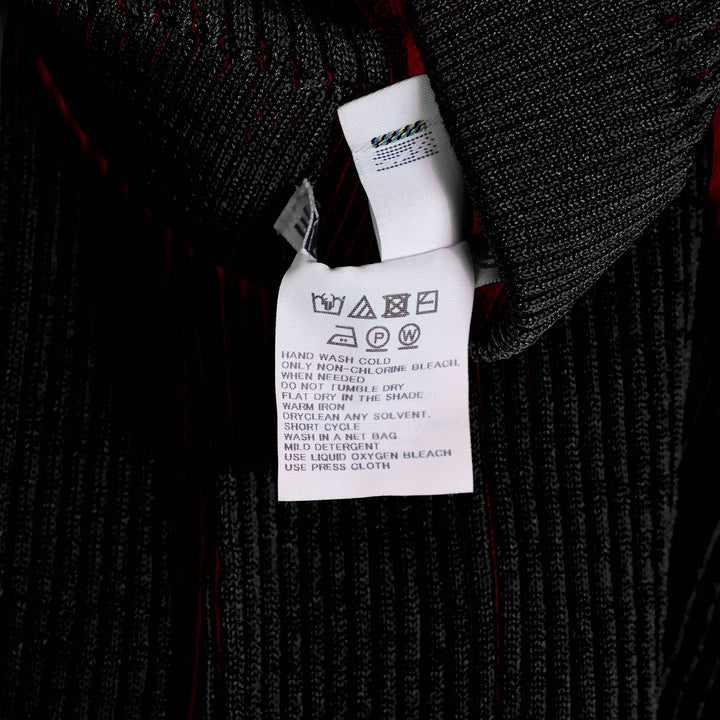 P W
HAND WASH COLD
ONLY NON-CHLORINE BLEACH.
WHEN NEEDED
DO NOT TUMBLE DRY
FLAT DRY IN THE SHADE
WARM IRON
DRYCLEAN ANY SOLVENT.
SHORT CYCLE
WASH IN A NET BAG
MILD DETERGENT
USE LIQUID OXYGEN BLEACH
USE PRESS CLOTH